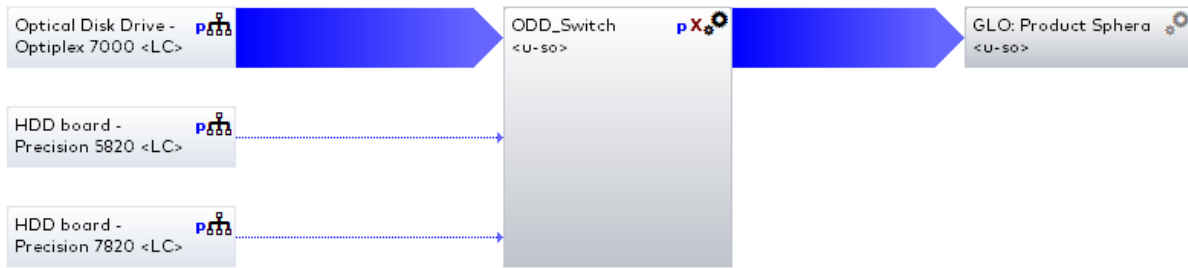 Optical Disk Drive - p
Optiplex 7000 <LC>
ODD_Switch p X
<u-so>
GLO: Product Sphera
<u-so>
HDD board - p
Precision 5820 <LC>
HDD board - p
Precision 7820 <LC>